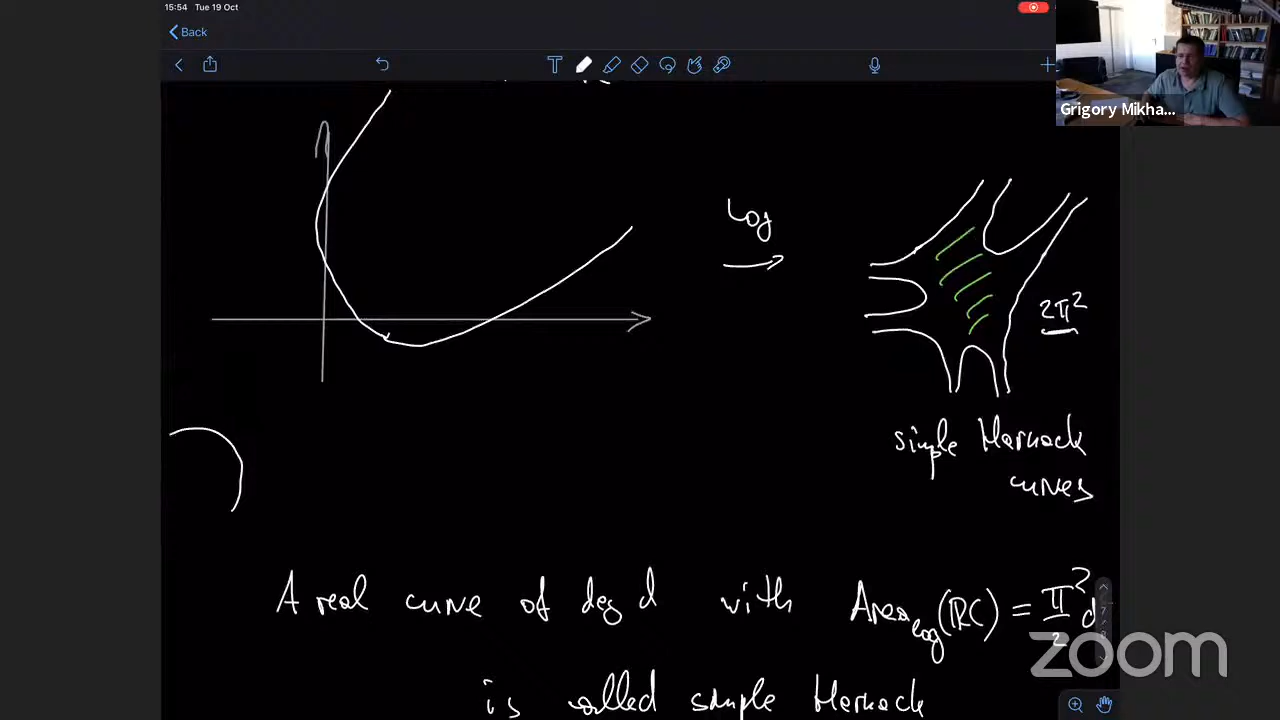 15:54 Tue 19 Oct
Back
Grigory Mikha...
Log
2π²
simple Harnack
curves
A real curve of deg d with Area_log(ℝC) = π²/2 d
is called simple Harnack
zoom